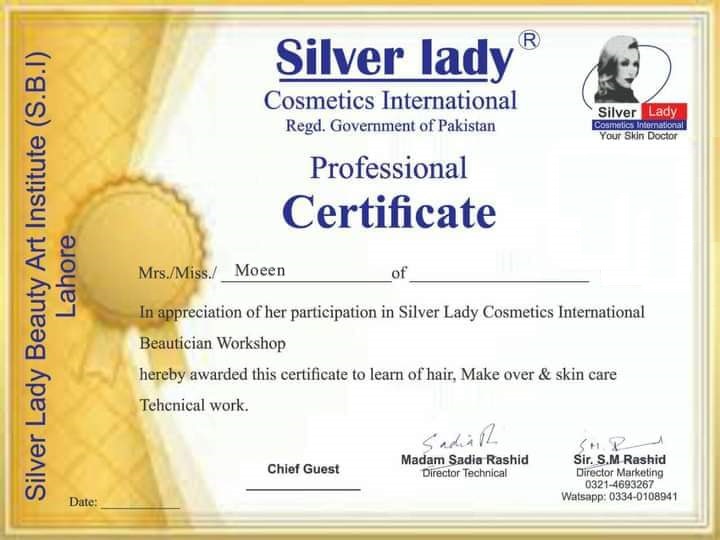 Silver lady ®
Cosmetics International
Regd. Government of Pakistan
Silver Lady
Cosmetics International
Your Skin Doctor
Professional
Certificate
Silver Lady Beauty Art Institute (S.B.I)
Lahore
Mrs./Miss./ Moeen of
In appreciation of her participation in Silver Lady Cosmetics International
Beautician Workshop
hereby awarded this certificate to learn of hair, Make over & skin care
Tehcnical work.
Sadia R
Madam Sadia Rashid
Director Technical
S.M. R
Sir. S.M Rashid
Director Marketing
0321-4693267
Watsapp: 0334-0108941
Chief Guest
Date: